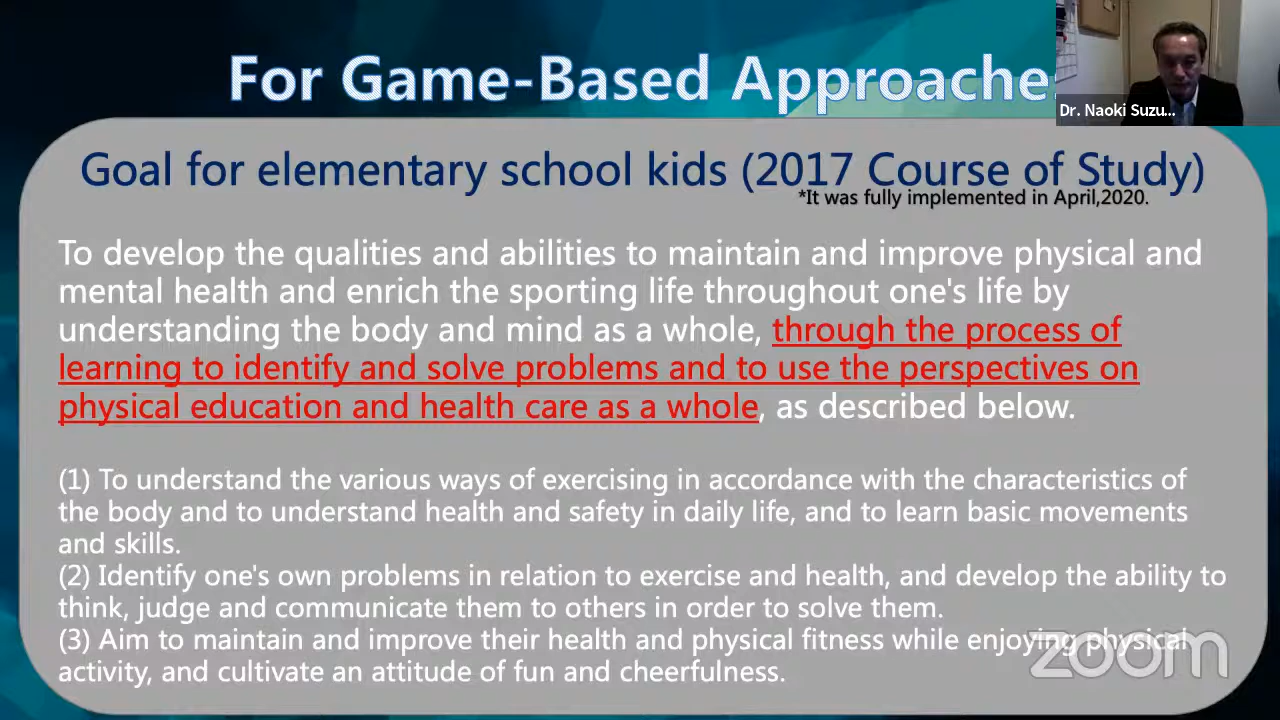 For Game-Based Approaches
Dr. Naoki Suzu...
Goal for elementary school kids (2017 Course of Study)
*It was fully implemented in April,2020.
To develop the qualities and abilities to maintain and improve physical and
mental health and enrich the sporting life throughout one's life by
understanding the body and mind as a whole, through the process of
learning to identify and solve problems and to use the perspectives on
physical education and health care as a whole, as described below.
(1) To understand the various ways of exercising in accordance with the characteristics of
the body and to understand health and safety in daily life, and to learn basic movements
and skills.
(2) Identify one's own problems in relation to exercise and health, and develop the ability to
think, judge and communicate them to others in order to solve them.
(3) Aim to maintain and improve their health and physical fitness while enjoying physical
activity, and cultivate an attitude of fun and cheerfulness.
zoom